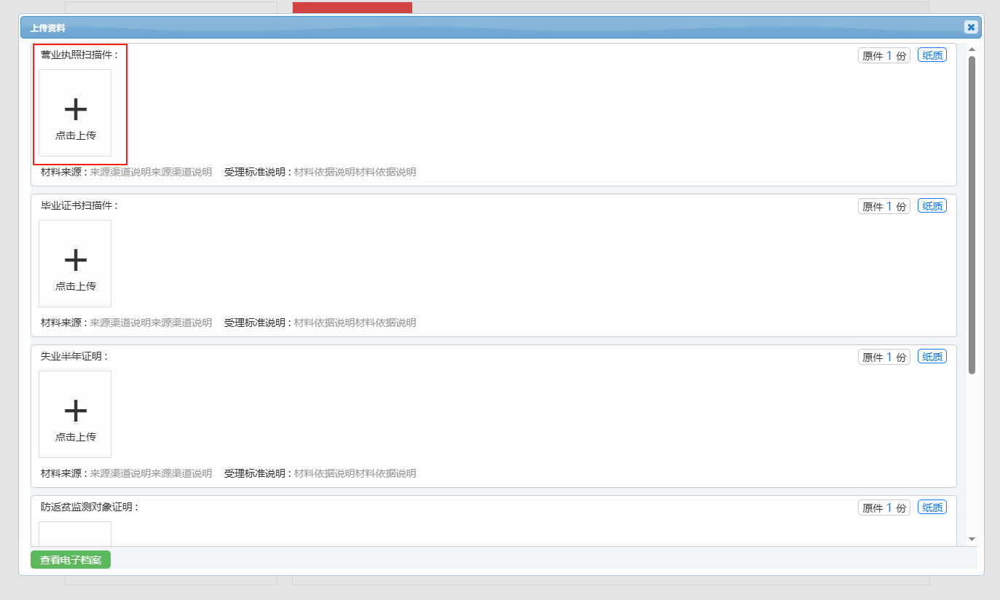 上传资料
营业执照扫描件： 原件 1 份 纸质
点击上传
材料来源：来源渠道说明来源渠道说明 受理标准说明：材料依据说明材料依据说明
毕业证书扫描件： 原件 1 份 纸质
点击上传
材料来源：来源渠道说明来源渠道说明 受理标准说明：材料依据说明材料依据说明
失业半年证明： 原件 1 份 纸质
点击上传
材料来源：来源渠道说明来源渠道说明 受理标准说明：材料依据说明材料依据说明
防返贫监测对象证明： 原件 1 份 纸质
查看电子档案